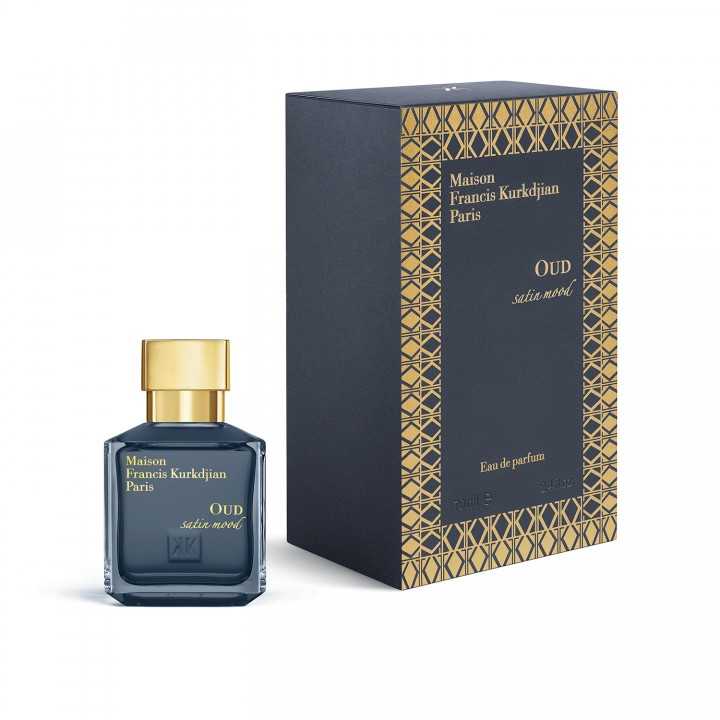 Maison
Francis Kurkdjian
Paris
OUD
satin mood
Eau de parfum
Maison
Francis Kurkdjian
Paris
OUD
satin mood